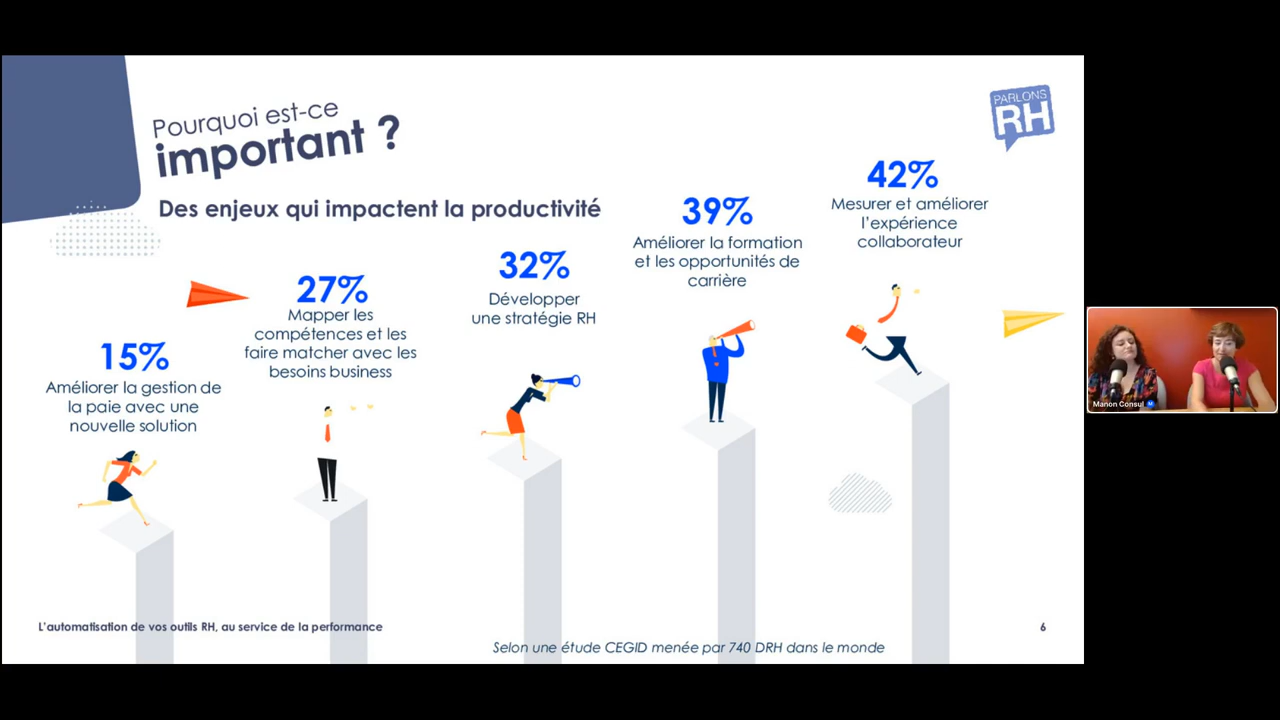 Pourquoi est-ce
important ?
PARLONS
RH
Des enjeux qui impactent la productivité
15%
Améliorer la gestion de
la paie avec une
nouvelle solution
27%
Mapper les
compétences et les
faire matcher avec les
besoins business
32%
Développer
une stratégie RH
39%
Améliorer la formation
et les opportunités de
carrière
42%
Mesurer et améliorer
l’expérience
collaborateur
Manon Consul
L’automatisation de vos outils RH, au service de la performance
6
Selon une étude CEGID menée par 740 DRH dans le monde